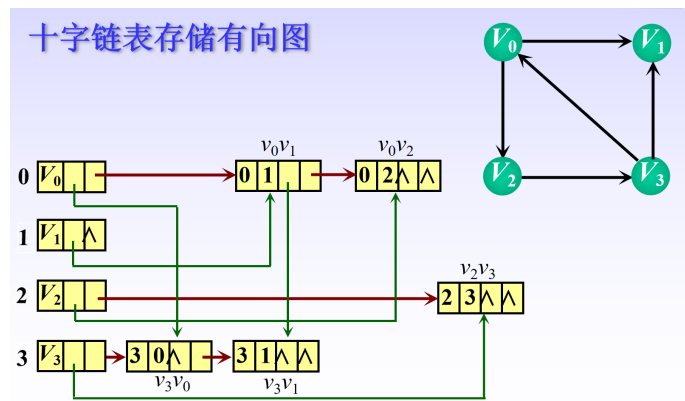 十字链表存储有向图
V0 V1
V2 V3
v0v1 v0v2
0 V0 0 1 0 2 ∧ ∧
1 V1 ∧
v2v3
2 V2 2 3 ∧ ∧
3 V3 3 0 ∧ 3 1 ∧ ∧
v3v0 v3v1